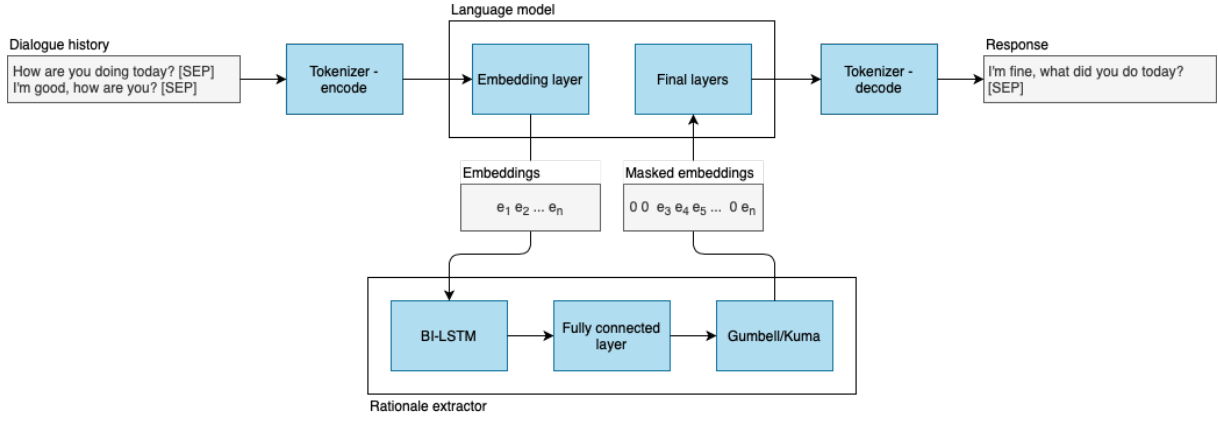 Language model
Dialogue history
How are you doing today? [SEP]
I'm good, how are you? [SEP]
Tokenizer -
encode
Embedding layer
Final layers
Tokenizer -
decode
Response
I'm fine, what did you do today?
[SEP]
Embeddings
e1 e2 ... en
Masked embeddings
0 0 e3 e4 e5 ... 0 en
BI-LSTM
Fully connected
layer
Gumbell/Kuma
Rationale extractor